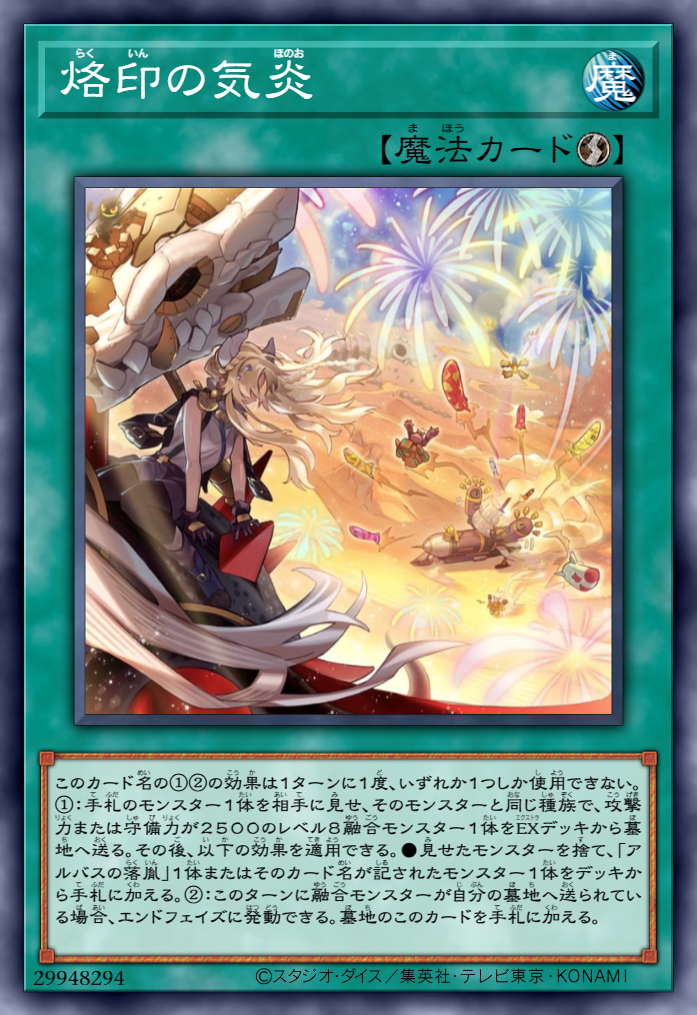 烙印の気炎
魔
【魔法カード】
このカード名の①②の効果は1ターンに1度、いずれか1つしか使用できない。
①:手札のモンスター1体を相手に見せ、そのモンスターと同じ種族で、攻撃
力または守備力が2500のレベル8融合モンスター1体をEXデッキから墓
地へ送る。その後、以下の効果を適用できる。●見せたモンスターを捨て、「ア
ルバスの落胤」1体またはそのカード名が記されたモンスター1体をデッキか
ら手札に加える。②:このターンに融合モンスターが自分の墓地へ送られてい
る場合、エンドフェイズに発動できる。墓地のこのカードを手札に加える。
29948294 ©スタジオ・ダイス/集英社・テレビ東京・KONAMI